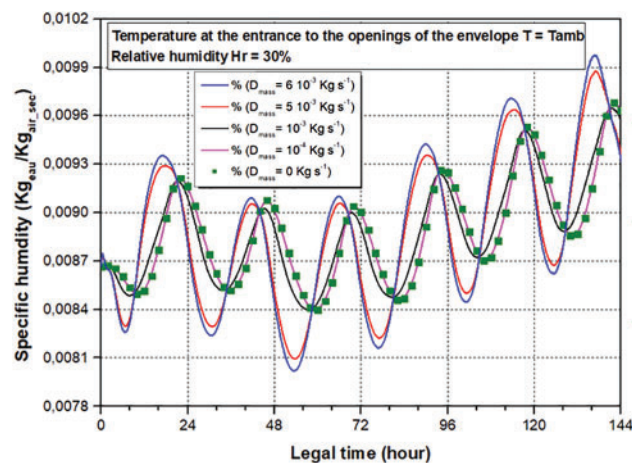 Temperature at the entrance to the openings of the envelope T = Tamb
Relative humidity Hr = 30%
% (Dmass= 6 10-3 Kg s-1)
% (Dmass= 5 10-3 Kg s-1)
% (Dmass= 10-3 Kg s-1)
% (Dmass= 10-4 Kg s-1)
% (Dmass= 0 Kg s-1)
Specific humdity (Kgeau/Kgair_sec)
0,0102
0,0099
0,0096
0,0093
0,0090
0,0087
0,0084
0,0081
0,0078
0 24 48 72 96 120 144
Legal time (hour)